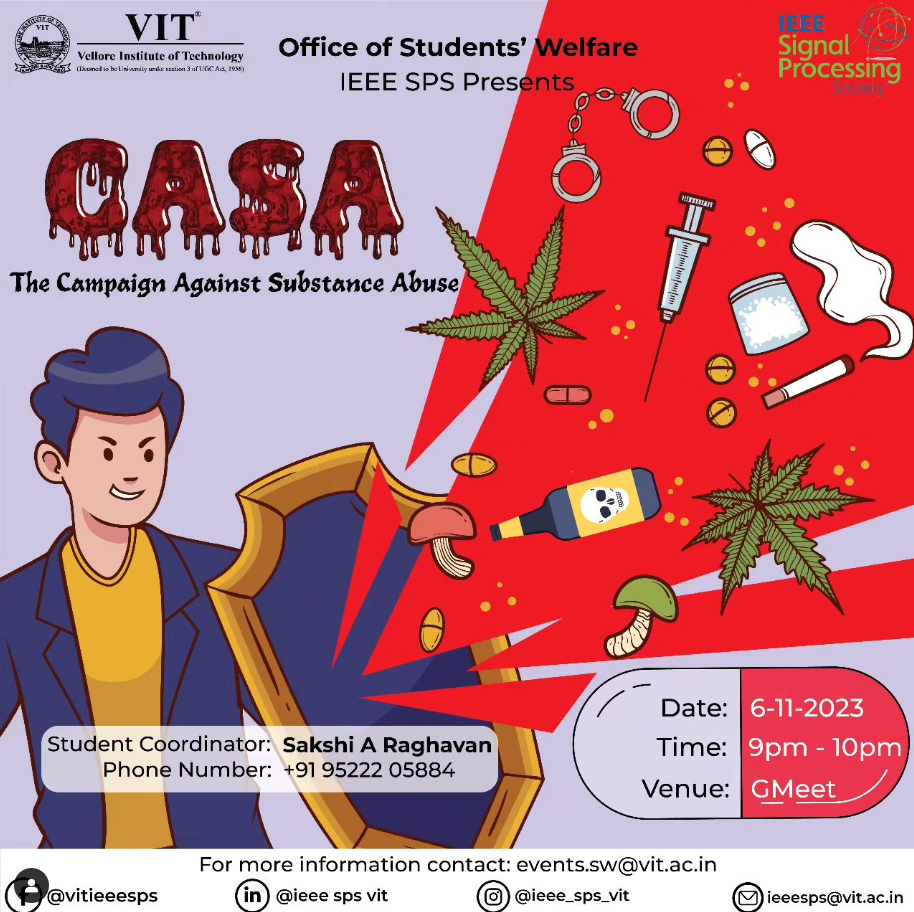 VIT®
Vellore Institute of Technology
(Deemed to be University under section 3 of UGC Act, 1956)
Office of Students' Welfare
IEEE SPS Presents
IEEE
Signal
Processing
Society
CASA
The Campaign Against Substance Abuse
Student Coordinator: Sakshi A Raghavan
Phone Number: +91 95222 05884
Date: 6-11-2023
Time: 9pm - 10pm
Venue: GMeet
For more information contact: events.sw@vit.ac.in
@vitieeesps
in @ieee sps vit
@ieee_sps_vit
ieeesps@vit.ac.in